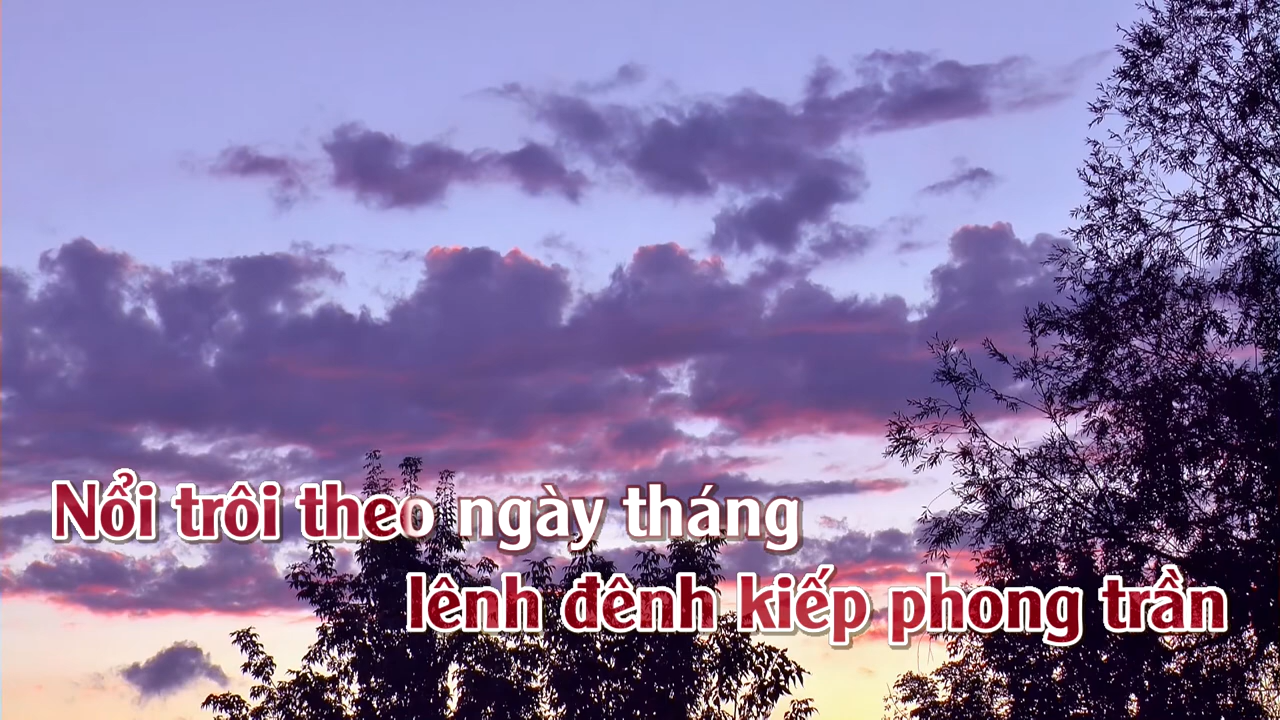 Nổi trôi theo ngày tháng
lênh đênh kiếp phong trần